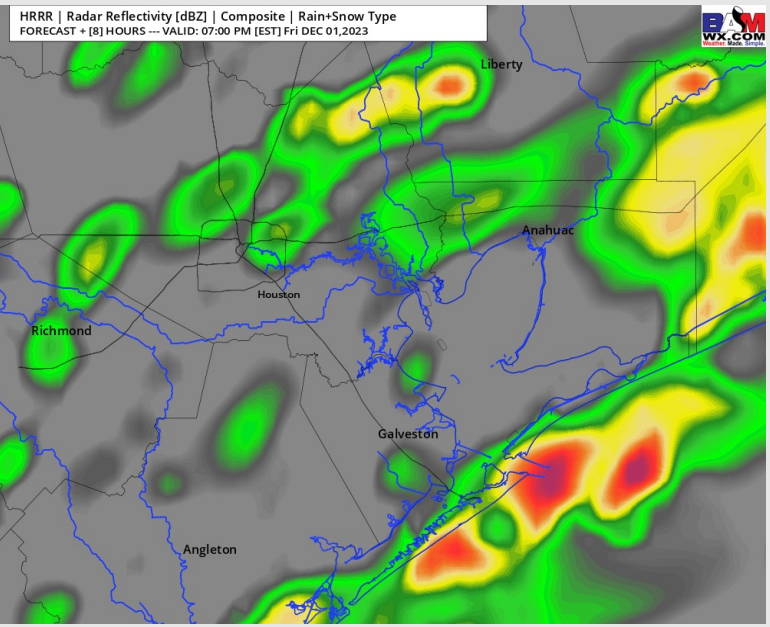 HRRR | Radar Reflectivity [dBZ] | Composite | Rain+Snow Type
FORECAST + [8] HOURS --- VALID: 07:00 PM [EST] Fri DEC 01,2023
BAM
WX.COM
Weather. Made. Simple.
Liberty
Anahuac
Houston
Richmond
Galveston
Angleton